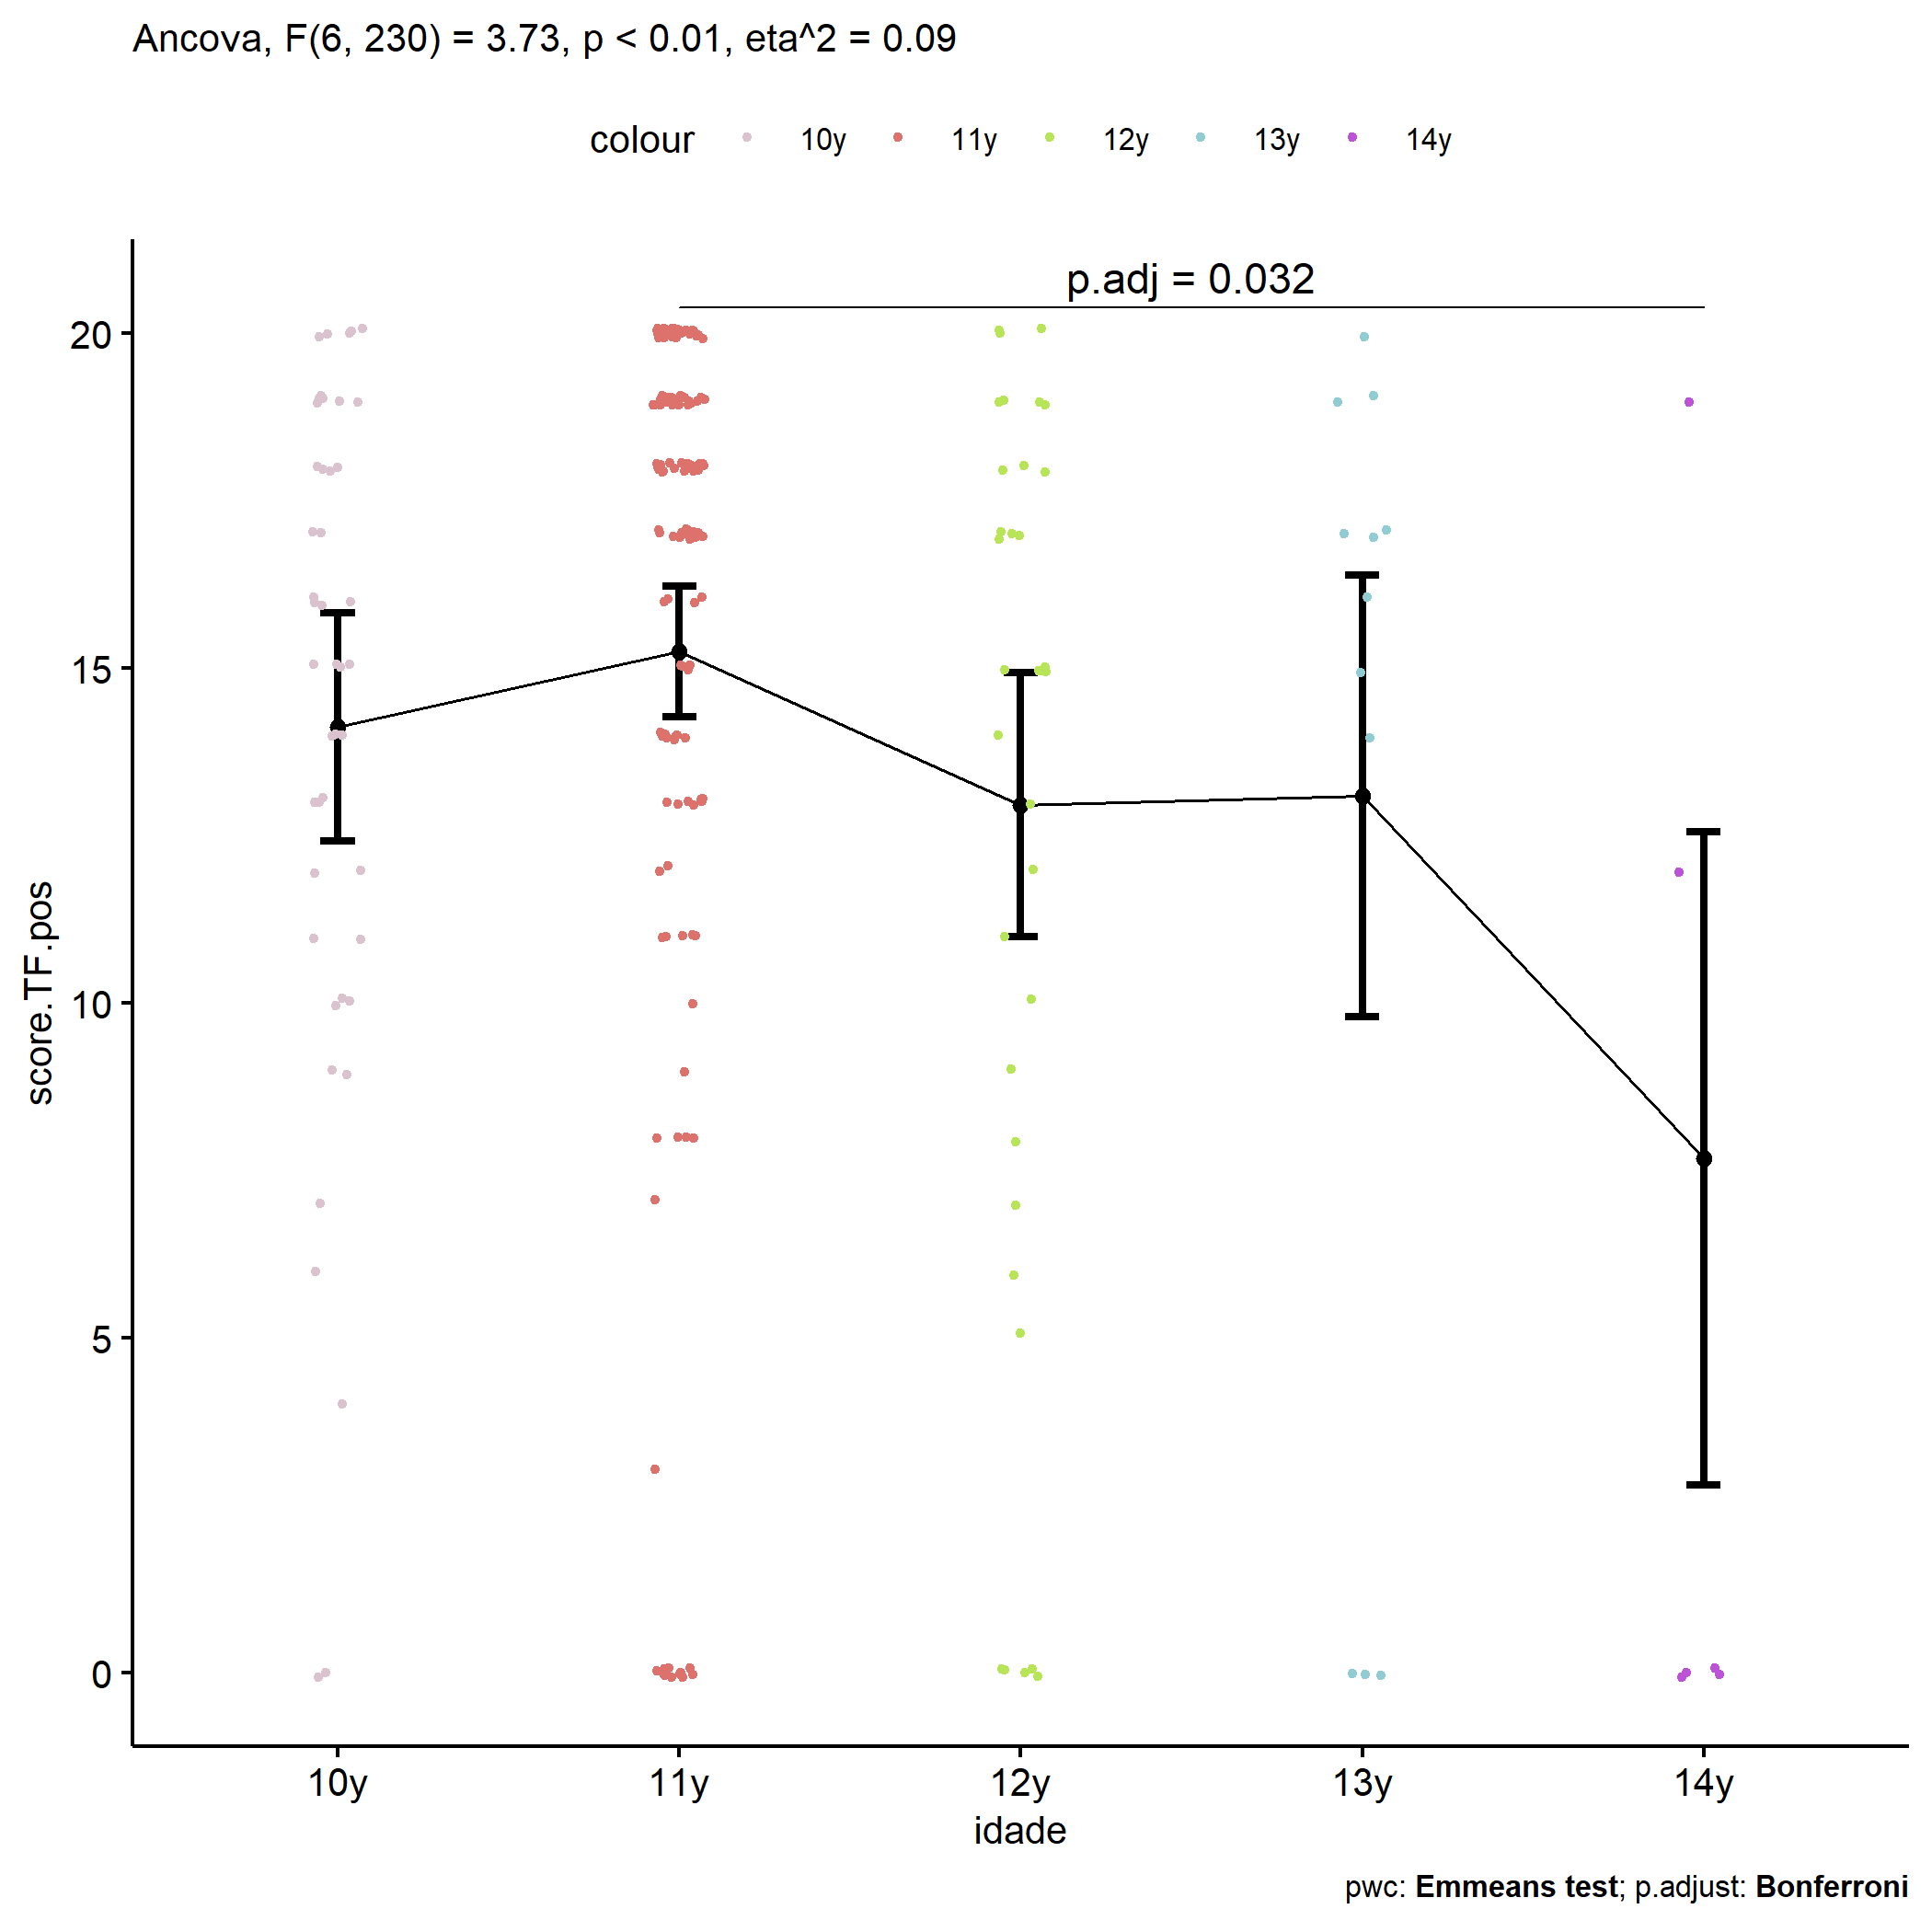 Ancova, F(6, 230) = 3.73, p < 0.01, eta^2 = 0.09
colour 10y 11y 12y 13y 14y
p.adj = 0.032
20
15
10
5
0
score.TF.pos
10y 11y 12y 13y 14y
idade
pwc: Emmeans test; p.adjust: Bonferroni